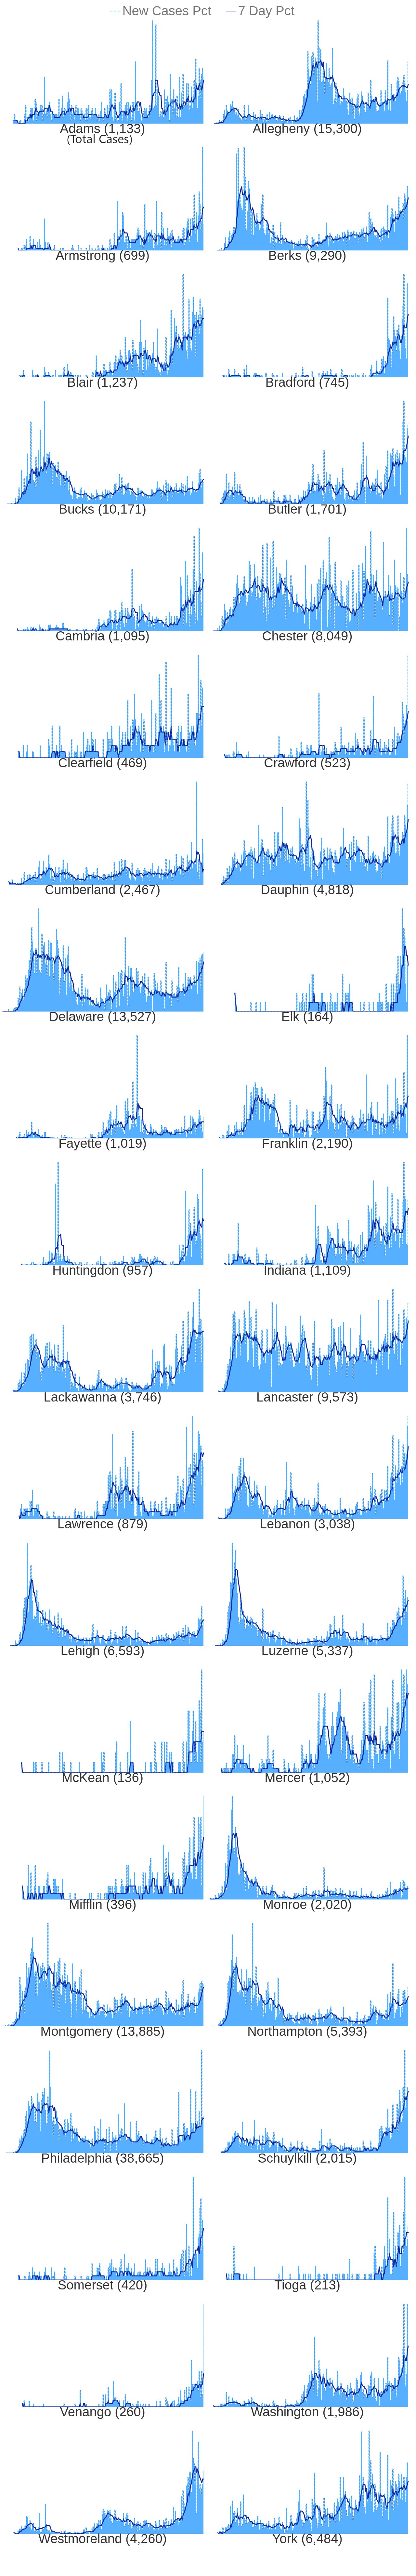 New Cases Pct 7 Day Pct
Adams (1,133) Allegheny (15,300)
(Total Cases)
Armstrong (699) Berks (9,290)
Blair (1,237) Bradford (745)
Bucks (10,171) Butler (1,701)
Cambria (1,095) Chester (8,049)
Clearfield (469) Crawford (523)
Cumberland (2,467) Dauphin (4,818)
Delaware (13,527) Elk (164)
Fayette (1,019) Franklin (2,190)
Huntingdon (957) Indiana (1,109)
Lackawanna (3,746) Lancaster (9,573)
Lawrence (879) Lebanon (3,038)
Lehigh (6,593) Luzerne (5,337)
McKean (136) Mercer (1,052)
Mifflin (396) Monroe (2,020)
Montgomery (13,885) Northampton (5,393)
Philadelphia (38,665) Schuylkill (2,015)
Somerset (420) Tioga (213)
Venango (260) Washington (1,986)
Westmoreland (4,260) York (6,484)